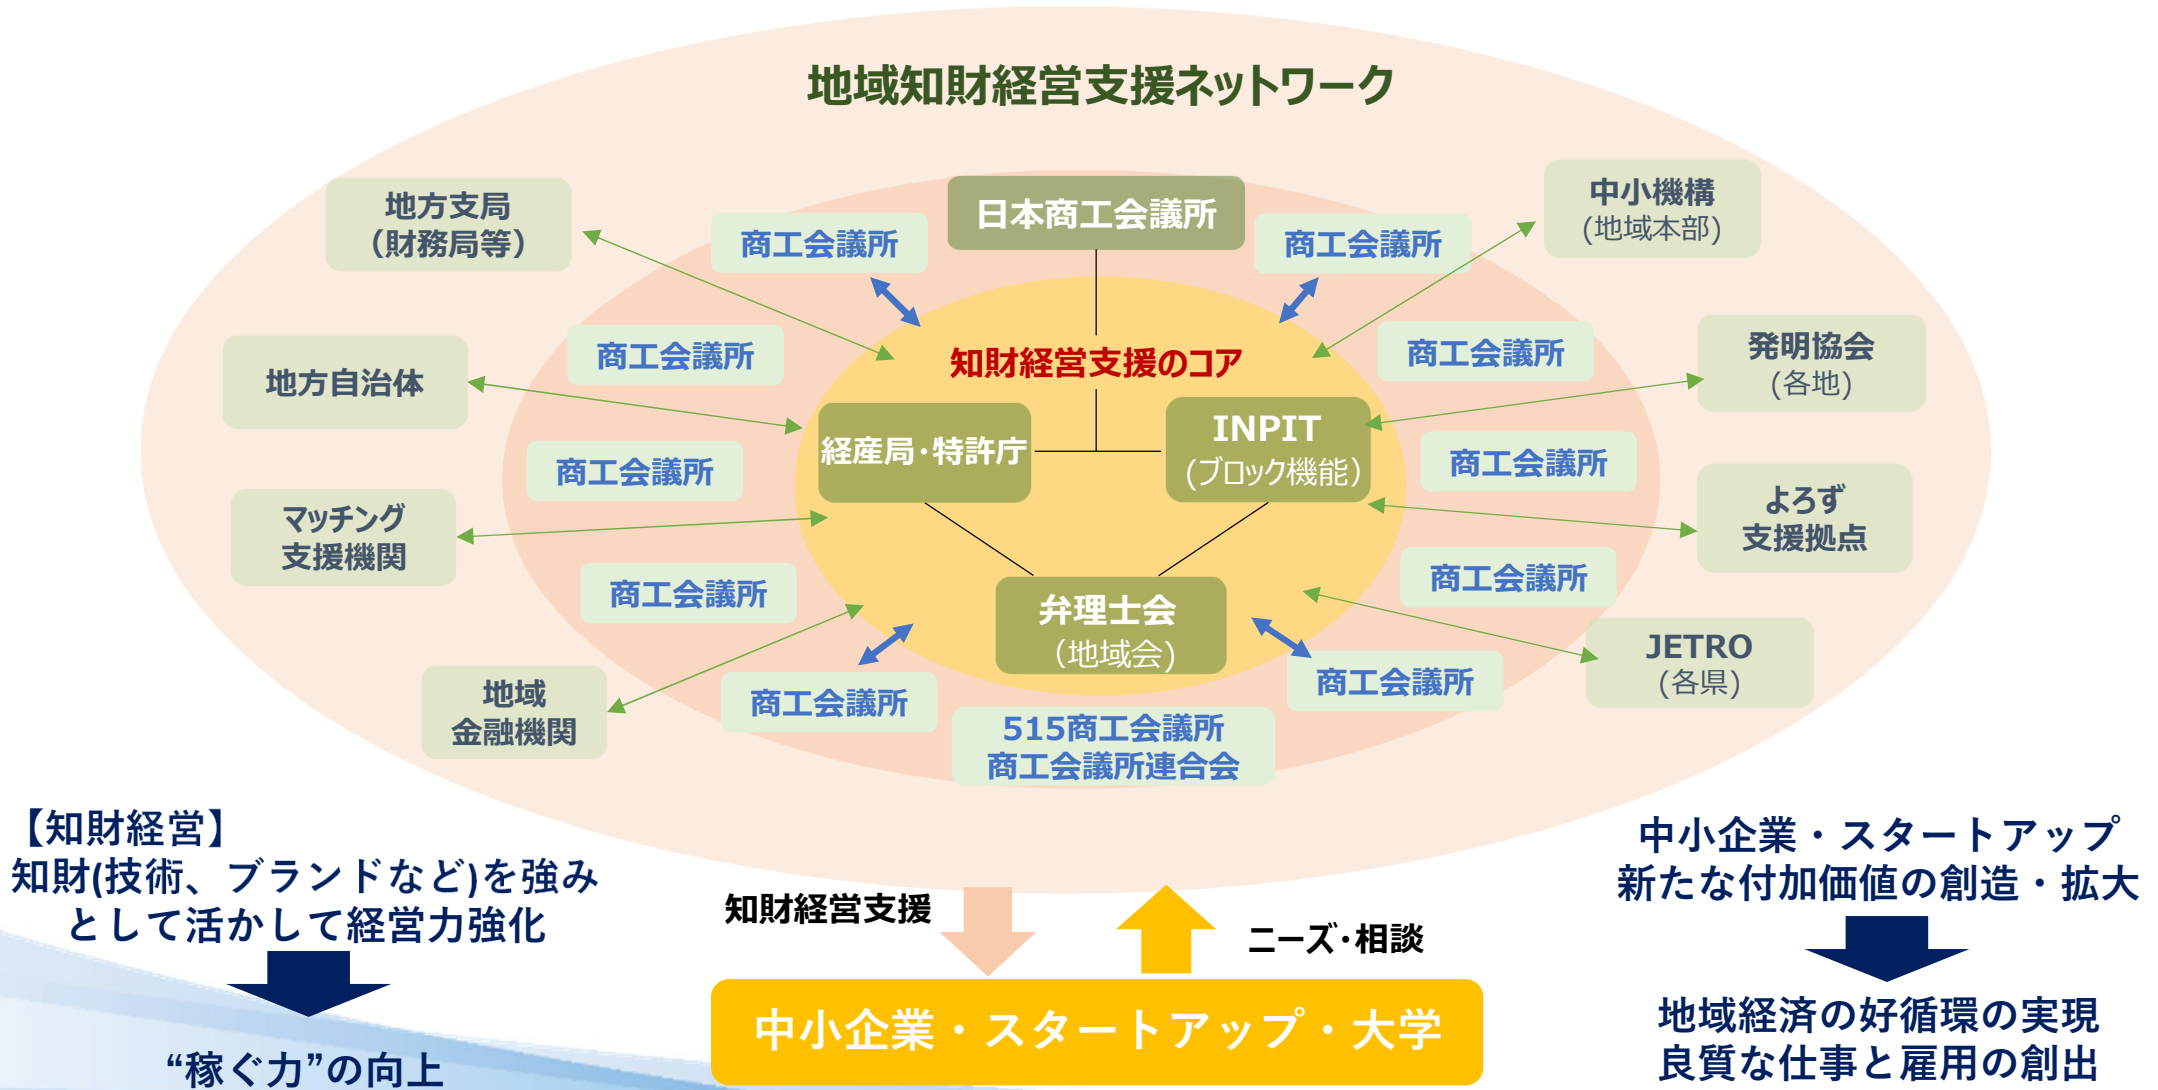 地域知財経営支援ネットワーク
日本商工会議所
地方支局
（財務局等）
商工会議所
商工会議所
中小機構
(地域本部)
商工会議所
知財経営支援のコア
商工会議所
発明協会
(各地)
地方自治体
経産局・特許庁
INPIT
(ブロック機能)
商工会議所
商工会議所
マッチング
支援機関
よろず
支援拠点
商工会議所
弁理士会
（地域会)
商工会議所
JETRO
(各県)
地域
金融機関
商工会議所
商工会議所
515商工会議所
商工会議所連合会
【知財経営】
知財(技術、ブランドなど)を強み
として活かして経営力強化
“稼ぐ力”の向上
知財経営支援
ニーズ・相談
中小企業・スタートアップ・大学
中小企業・スタートアップ
新たな付加価値の創造・拡大
地域経済の好循環の実現
良質な仕事と雇用の創出